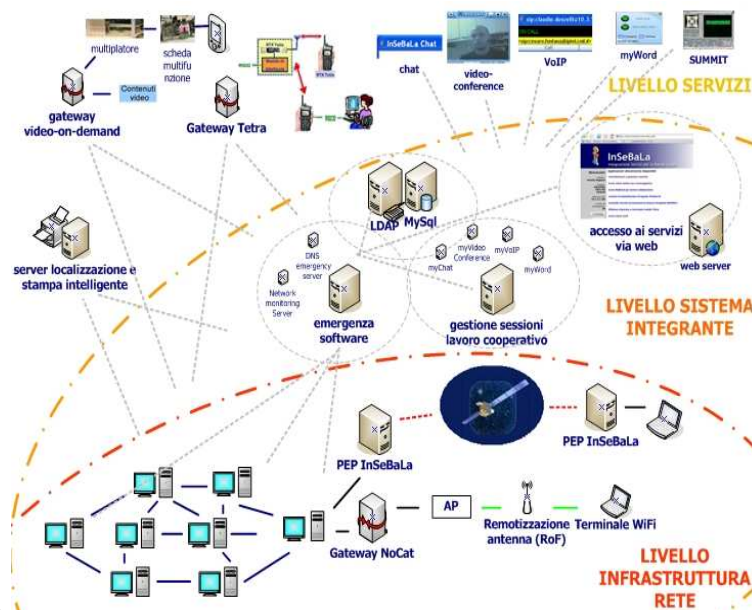 multiplatore
scheda
multifu
nzione
gateway
video-on-demand
Contenuti
video
Gateway Tetra
InSeBaLa Chat
chat
video-
conference
VoIP
myWord
SUMMIT
LIVELLO SERVIZI
LDAP
MySql
InSeBaLa
accesso ai servizi
via web
web server
server localizzazione e
stampa intelligente
DNS
emergency
server
Network
monitoring
Server
emergenza
software
myChat
myVideo
Conference
myVoIP
myWord
gestione sessioni
lavoro cooperativo
LIVELLO SISTEMA
INTEGRANTE
PEP InSeBaLa
PEP InSeBaLa
Gateway NoCat
AP
Remotizzazione
antenna (RoF)
Terminale WiFi
LIVELLO
INFRASTRUTTURA
RETE